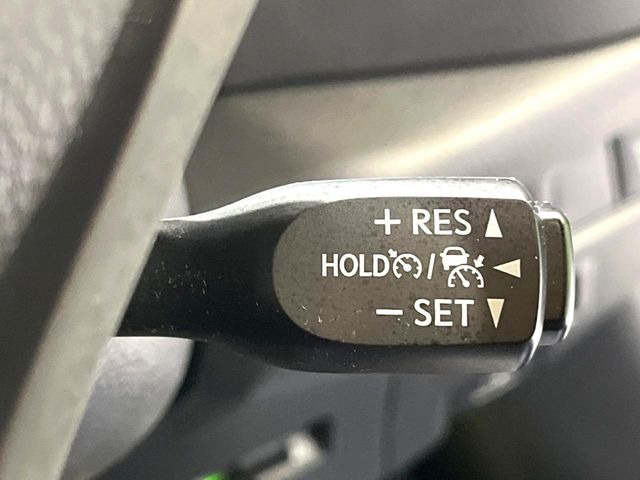 + RES
HOLD /
− SET